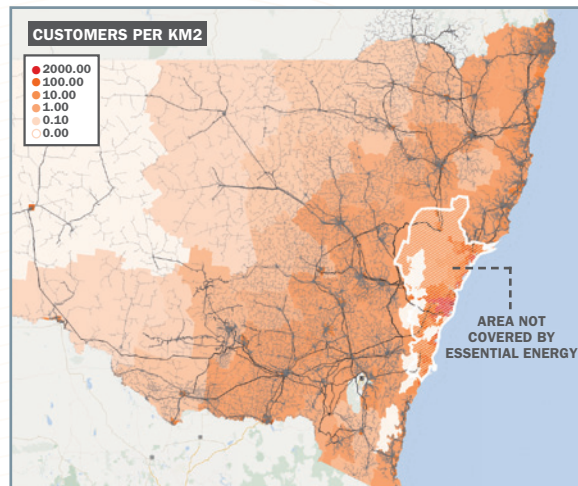 CUSTOMERS PER KM2
2000.00
100.00
10.00
1.00
0.10
0.00
AREA NOT
COVERED BY
ESSENTIAL ENERGY